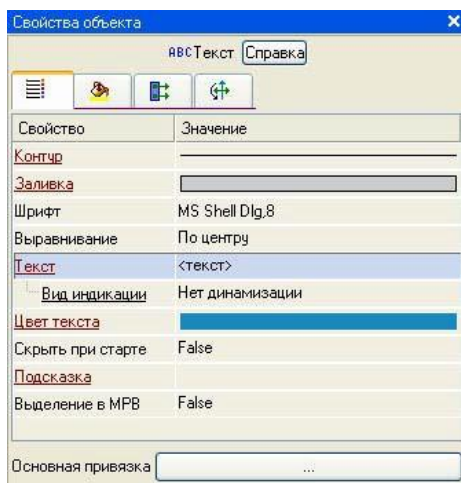 Свойства объекта
ABCТекст Справка
Свойство Значение
Контур
Заливка
Шрифт MS Shell Dlg,8
Выравнивание По центру
Текст <текст>
Вид индикации Нет динамизации
Цвет текста
Скрыть при старте False
Подсказка
Выделение в МРВ False
Основная привязка ...